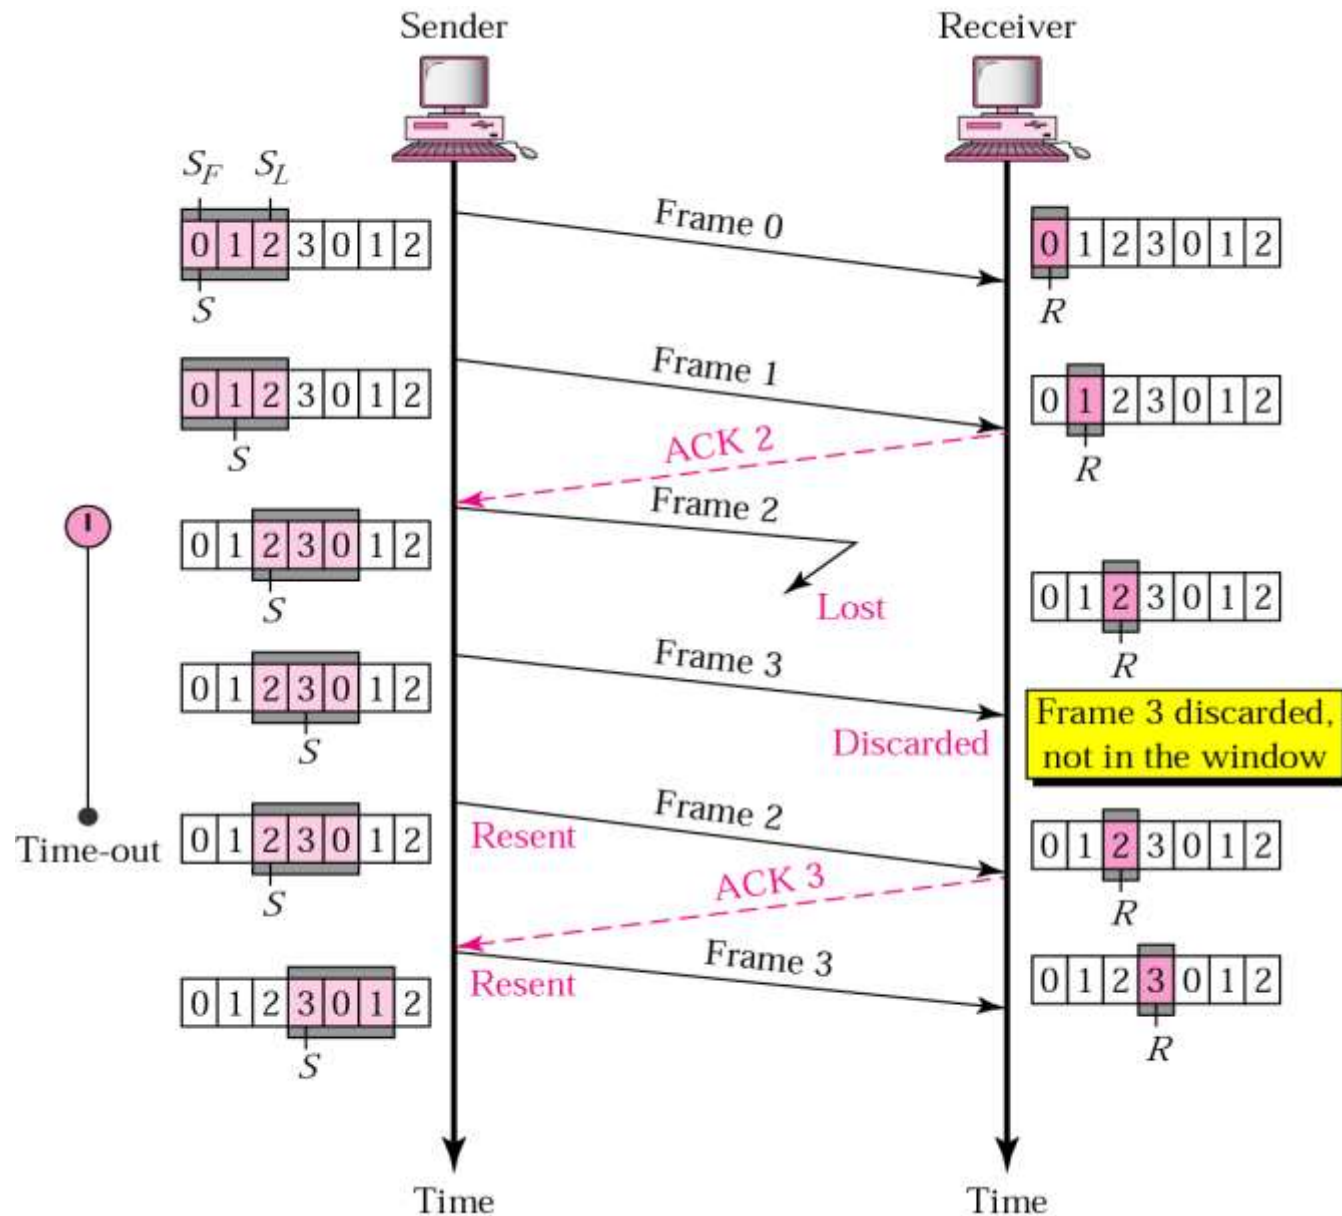 Sender
Receiver
S_F S_L
Frame 0
0 1 2 3 0 1 2
0 1 2 3 0 1 2
S
R
Frame 1
0 1 2 3 0 1 2
0 1 2 3 0 1 2
ACK 2
S
R
Frame 2
0 1 2 3 0 1 2
0 1 2 3 0 1 2
S
Lost
R
Frame 3
0 1 2 3 0 1 2
S
Discarded
Frame 3 discarded,
not in the window
Frame 2
Time-out
0 1 2 3 0 1 2
Resent
0 1 2 3 0 1 2
S
ACK 3
R
Frame 3
0 1 2 3 0 1 2
Resent
0 1 2 3 0 1 2
S
R
Time
Time